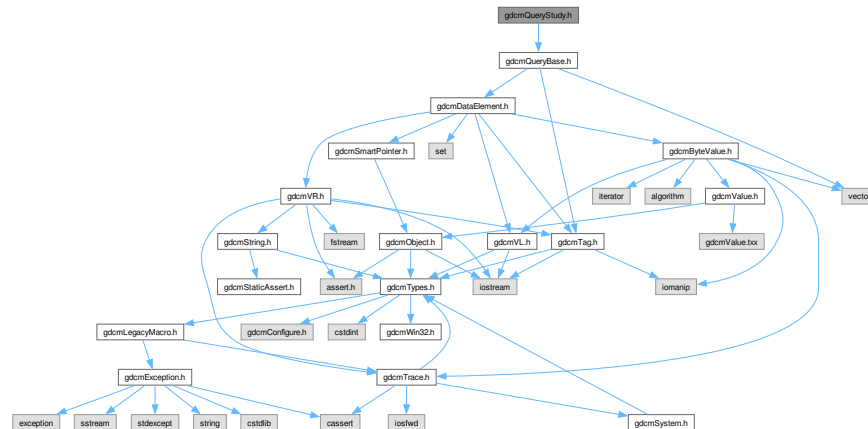 gdcmQueryStudy.h
gdcmQueryBase.h
gdcmDataElement.h
gdcmSmartPointer.h
set
gdcmByteValue.h
gdcmVR.h
iterator
algorithm
gdcmValue.h
vector
gdcmString.h
fstream
gdcmObject.h
gdcmVL.h
gdcmTag.h
gdcmValue.txx
gdcmStaticAssert.h
assert.h
gdcmTypes.h
iostream
iomanip
gdcmLegacyMacro.h
gdcmConfigure.h
cstdint
gdcmWin32.h
gdcmException.h
gdcmTrace.h
exception
sstream
stdexcept
string
cstdlib
cassert
iosfwd
gdcmSystem.h